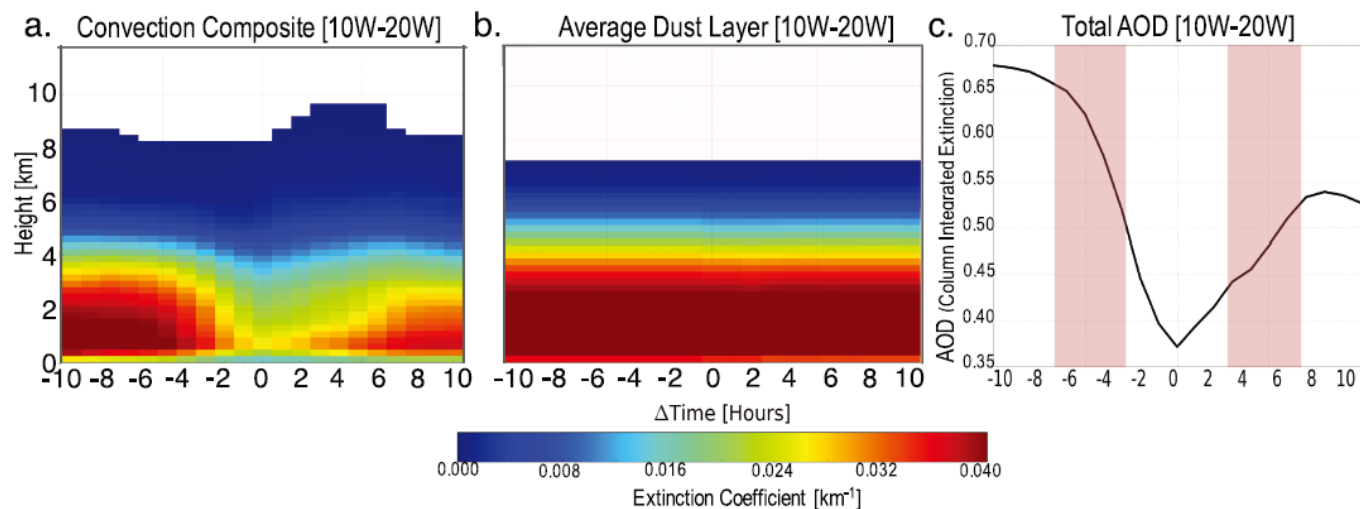 a. Convection Composite [10W-20W]
b. Average Dust Layer [10W-20W]
c. Total AOD [10W-20W]
Height [km]
10
8
6
4
2
0
-10 -8 -6 -4 -2 0 2 4 6 8 10
-10 -8 -6 -4 -2 0 2 4 6 8 10
AOD (Column Integrated Extinction)
0.70
0.65
0.60
0.55
0.50
0.45
0.40
0.35
-10 -8 -6 -4 -2 0 2 4 6 8 10
ΔTime [Hours]
0.000 0.008 0.016 0.024 0.032 0.040
Extinction Coefficient [km⁻¹]